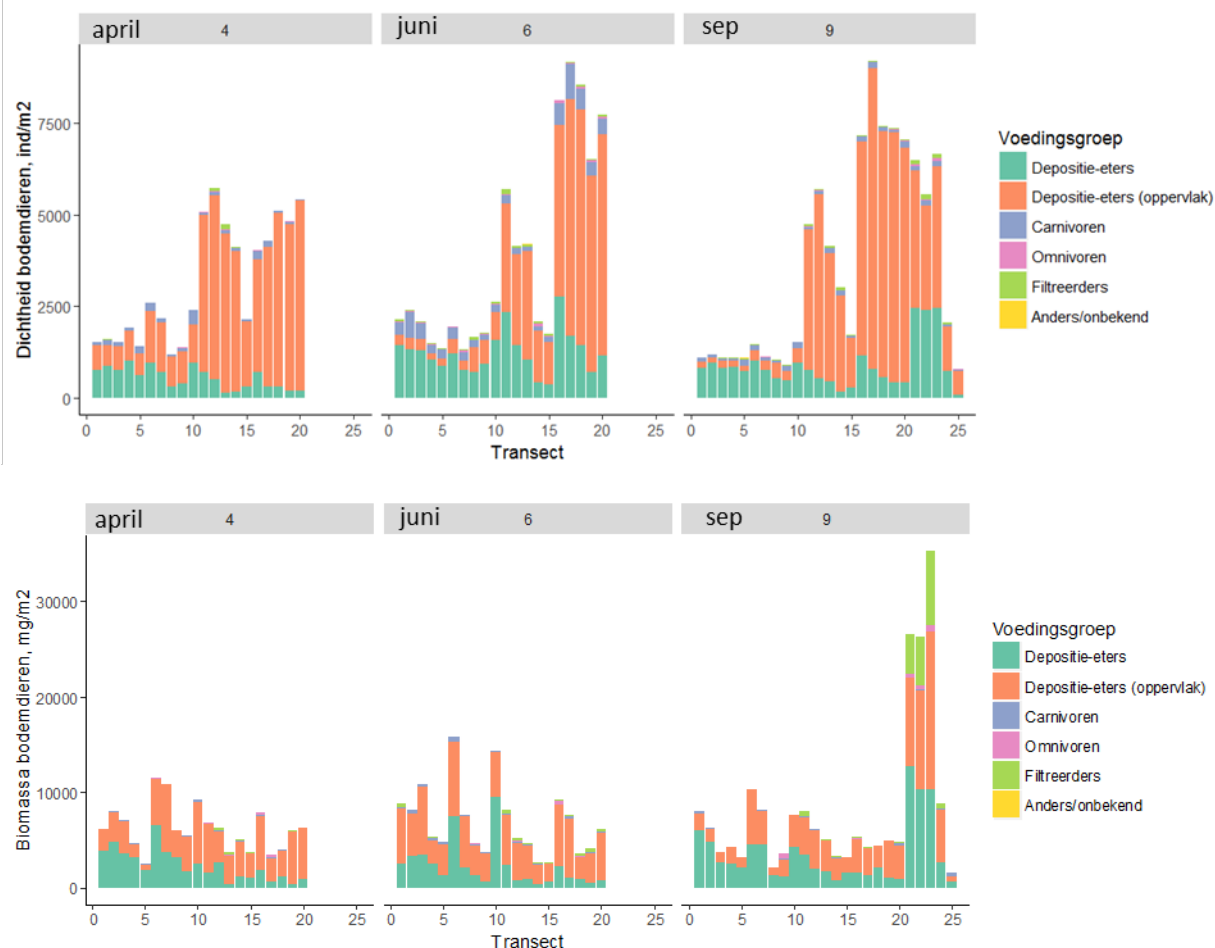 april 4 juni 6 sep 9
Dichtheid bodemdieren, ind/m2
7500
5000
2500
0
0 5 10 15 20 25 0 5 10 15 20 25 0 5 10 15 20 25
Transect
Voedingsgroep
Depositie-eters
Depositie-eters (oppervlak)
Carnivoren
Omnivoren
Filtreerders
Anders/onbekend
april 4 juni 6 sep 9
Biomassa bodemdieren, mg/m2
30000
20000
10000
0
0 5 10 15 20 25 0 5 10 15 20 25 0 5 10 15 20 25
Transect
Voedingsgroep
Depositie-eters
Depositie-eters (oppervlak)
Carnivoren
Omnivoren
Filtreerders
Anders/onbekend